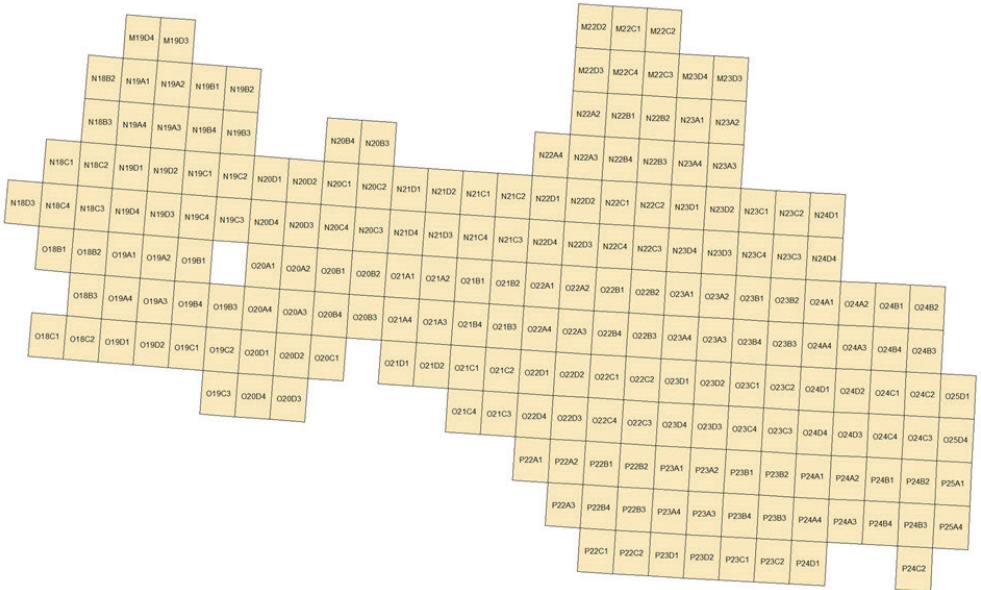 M22D2 M22C1 M22C2
M19D4 M19D3 M22D3 M22C4 M22C3 M23D4 M23D3
N18B2 N19A1 N19A2 N19B1 N19B2 N22A2 N22B1 N22B2 N23A1 N23A2
N18B3 N19A4 N19A3 N19B4 N19B3 N20B4 N20B3 N22A4 N22A3 N22B4 N22B3 N23A4 N23A3
N18C1 N18C2 N19D1 N19D2 N19C1 N19C2 N20D1 N20D2 N20C1 N20C2 N21D1 N21D2 N21C1 N21C2 N22D1 N22D2 N22C1 N22C2 N23D1 N23D2 N23C1 N23C2 N24D1
N18D3 N18C4 N18C3 N19D4 N19D3 N19C4 N19C3 N20D4 N20D3 N20C4 N20C3 N21D4 N21D3 N21C4 N21C3 N22D4 N22D3 N22C4 N22C3 N23D4 N23D3 N23C4 N23C3 N24D4
O18B1 O18B2 O19A1 O19A2 O19B1 O20A1 O20A2 O20B1 O20B2 O21A1 O21A2 O21B1 O21B2 O22A1 O22A2 O22B1 O22B2 O23A1 O23A2 O23B1 O23B2 O24A1 O24A2 O24B1 O24B2
O18B3 O19A4 O19A3 O19B4 O19B3 O20A4 O20A3 O20B4 O20B3 O21A4 O21A3 O21B4 O21B3 O22A4 O22A3 O22B4 O22B3 O23A4 O23A3 O23B4 O23B3 O24A4 O24A3 O24B4 O24B3
O18C1 O18C2 O19D1 O19D2 O19C1 O19C2 O20D1 O20D2 O20C1 O21D1 O21D2 O21C1 O21C2 O22D1 O22D2 O22C1 O22C2 O23D1 O23D2 O23C1 O23C2 O24D1 O24D2 O24C1 O24C2 O25D1
O19C3 O20D4 O20D3 O21C4 O21C3 O22D4 O22D3 O22C4 O22C3 O23D4 O23D3 O23C4 O23C3 O24D4 O24D3 O24C4 O24C3 O25D4
P22A1 P22A2 P22B1 P22B2 P23A1 P23A2 P23B1 P23B2 P24A1 P24A2 P24B1 P24B2 P25A1
P22A3 P22B4 P22B3 P23A4 P23A3 P23B4 P23B3 P24A4 P24A3 P24B4 P24B3 P25A4
P22C1 P22C2 P23D1 P23D2 P23C1 P23C2 P24D1 P24C2